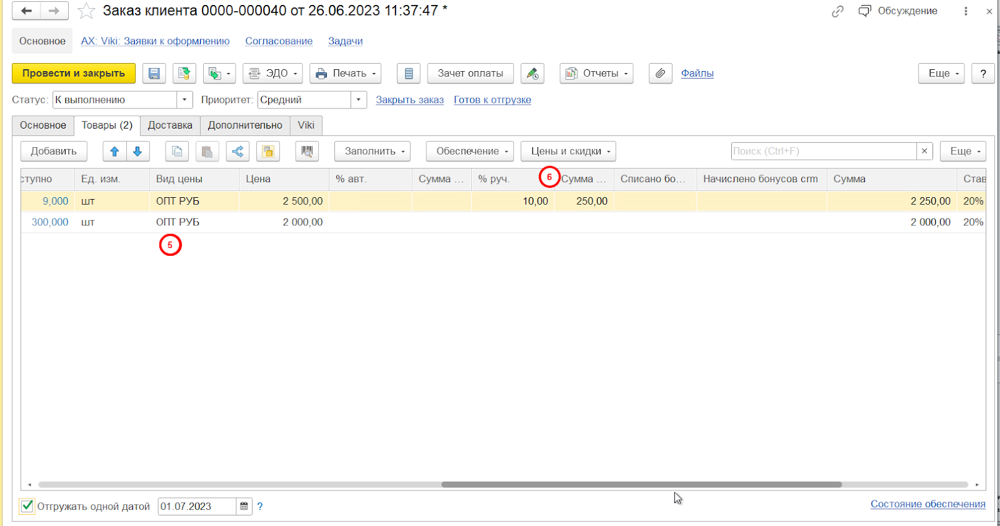 Заказ клиента 0000-000040 от 26.06.2023 11:37:47 *
Обсуждение
Основное АХ: Viki: Заявки к оформлению Согласование Задачи
Провести и закрыть ЭДО Печать Зачет оплаты Отчеты Файлы Еще ?
Статус: К выполнению Приоритет: Средний Закрыть заказ Готов к отгрузке
Основное Товары (2) Доставка Дополнительно Viki
Добавить Заполнить Обеспечение Цены и скидки Поиск (Ctrl+F) × Еще
ступно Ед. изм. Вид цены Цена % авт. Сумма ... % руч. 6 Сумма ... Списано бо... Начислено бонусов crm Сумма Став
9,000 шт ОПТ РУБ 2 500,00 10,00 250,00 2 250,00 20%
300,000 шт ОПТ РУБ 2 000,00 2 000,00 20%
5
Отгружать одной датой 01.07.2023 ? Состояние обеспечения